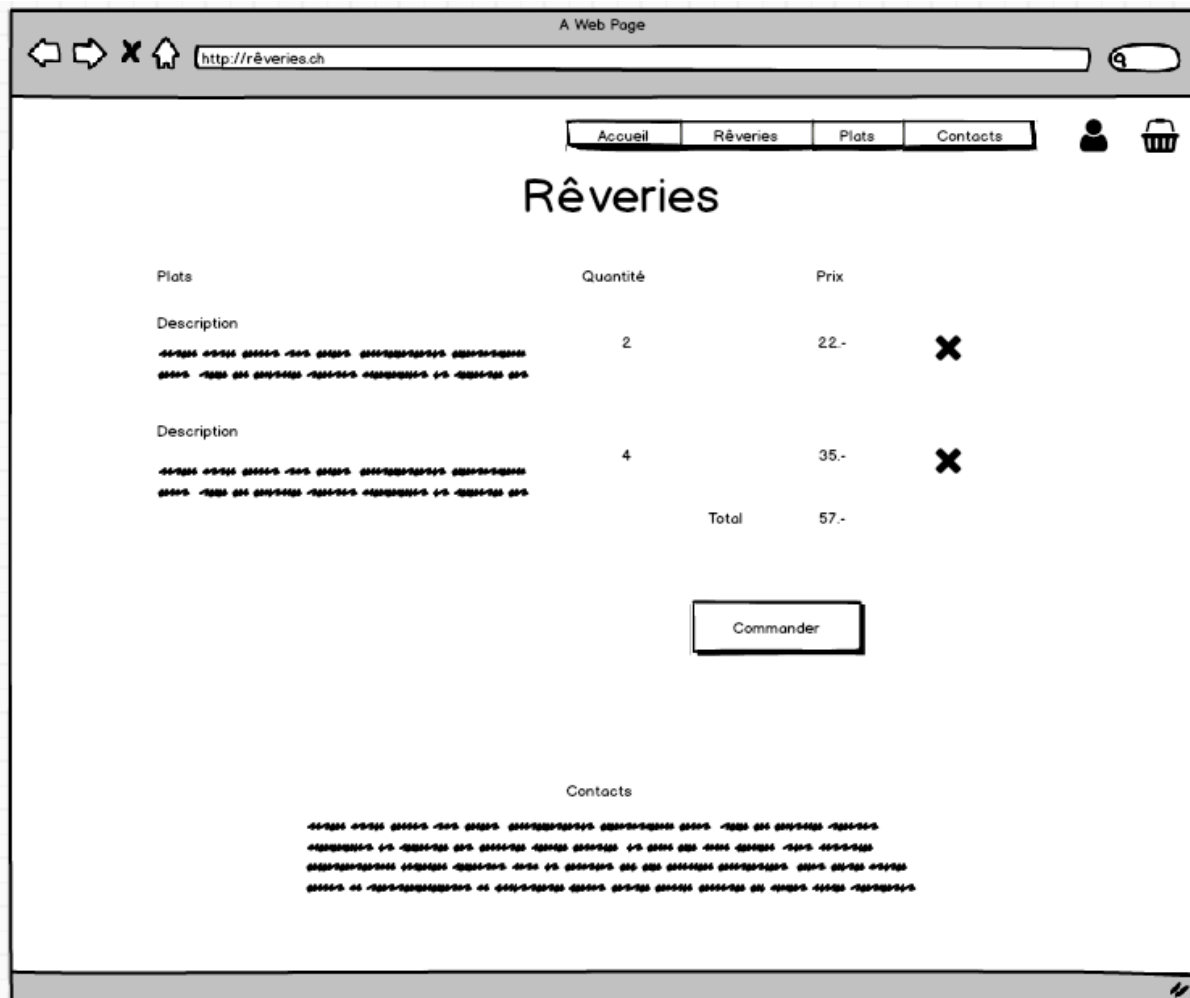 A Web Page
http://rêveries.ch
Accueil Rêveries Plats Contacts
Rêveries
Plats Quantité Prix
Description
2 22.-
Description
4 35.-
Total 57.-
Commander
Contacts